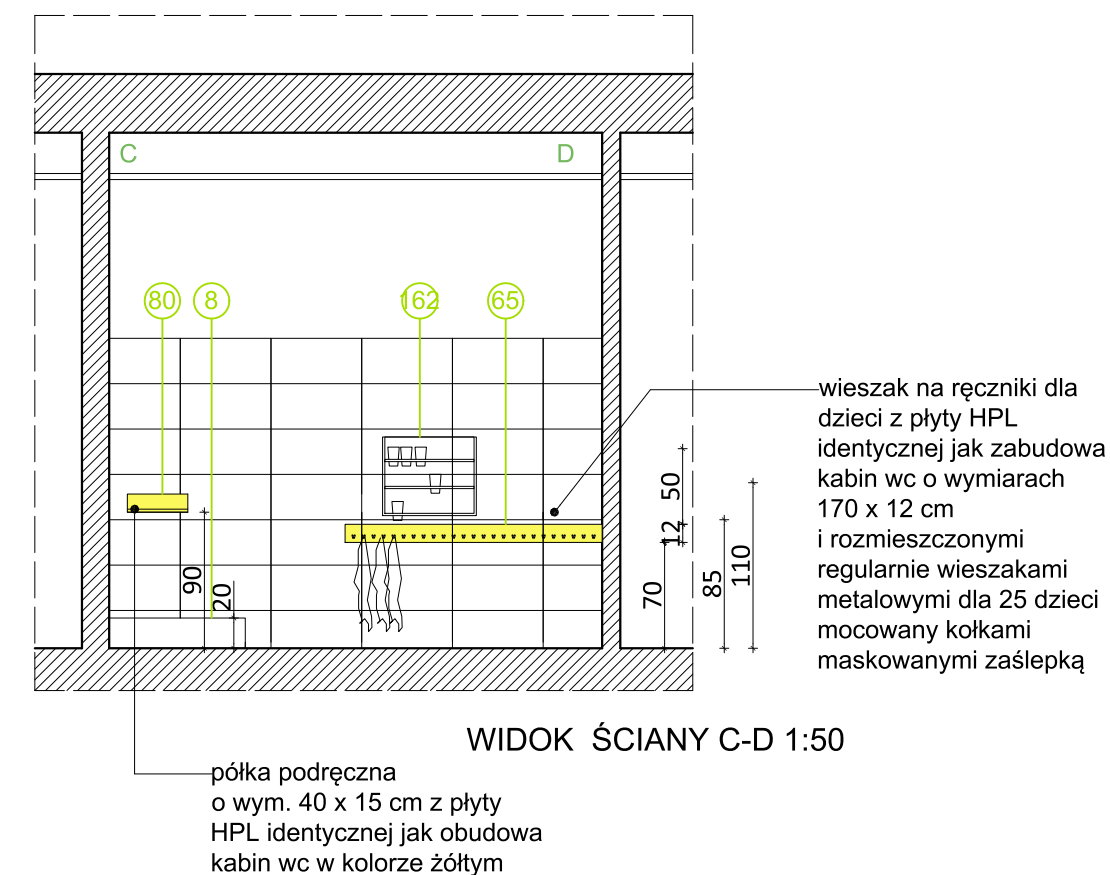 C
D
80
8
162
65
wieszak na ręczniki dla
dzieci z płyty HPL
identycznej jak zabudowa
kabin wc o wymiarach
170 x 12 cm
i rozmieszczonymi
regularnie wieszakami
metalowymi dla 25 dzieci
mocowany kołkami
maskowanymi zaślepką
50
12
70
85
110
90
20
WIDOK ŚCIANY C-D 1:50
półka podręczna
o wym. 40 x 15 cm z płyty
HPL identycznej jak obudowa
kabin wc w kolorze żółtym